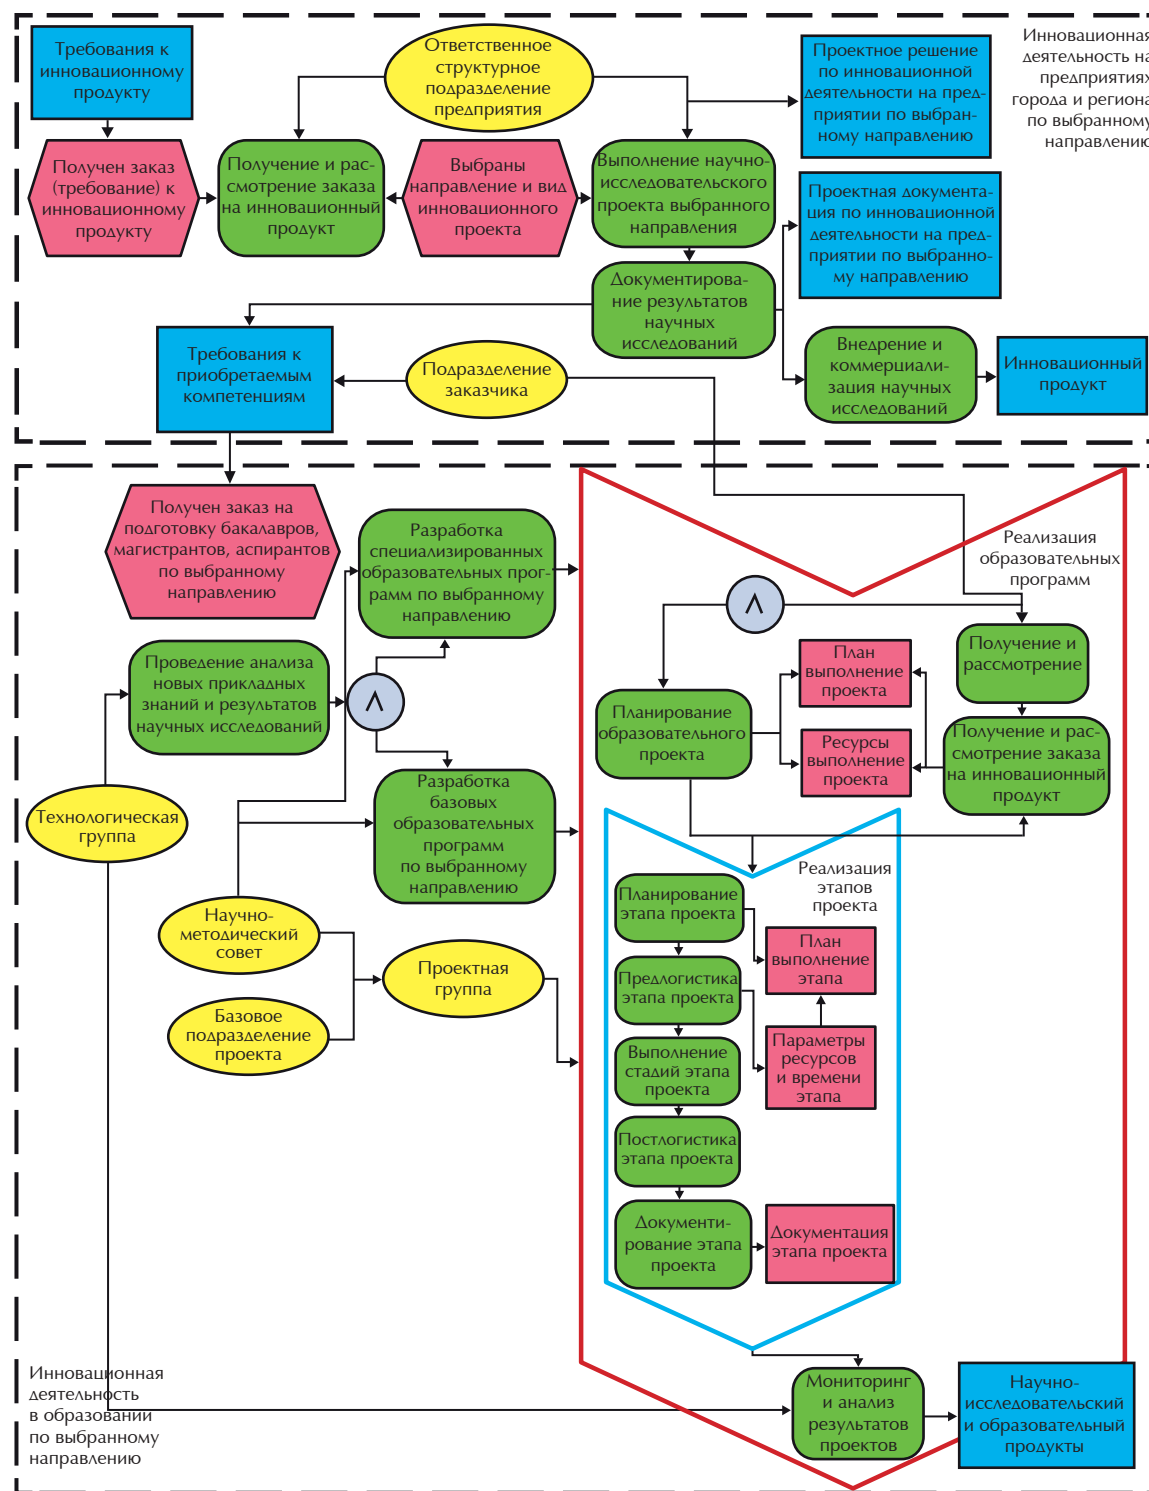 Требования к
инновационному
продукту
Ответственное
структурное
подразделение
предприятия
Проектное решение
по инновационной
деятельности на пред-
приятии по выбран-
ному направлению
Инновационная
деятельность на
предприятиях
города и региона
по выбранному
направлению
Получен заказ
(требование) к
инновационному
продукту
Получение и рас-
смотрение заказа
на инновационный
продукт
Выбраны
направление и вид
инновационного
проекта
Выполнение научно-
исследовательского
проекта выбранного
направления
Проектная документа-
ция по инновационной
деятельности на пред-
приятии по выбранно-
му направлению
Документирова-
ние результатов
научных
исследований
Требования к
приобретаемым
компетенциям
Подразделение
заказчика
Внедрение и
коммерциали-
зация научных
исследований
Инновационный
продукт
Получен заказ на
подготовку бакалавров,
магистрантов, аспирантов
по выбранному
направлению
Разработка
специализированных
образовательных прог-
рамм по выбранному
направлению
Реализация
образовательных
программ
Λ
Проведение анализа
новых прикладных
знаний и результатов
научных исследований
Λ
План
выполнение
проекта
Получение и
рассмотрение
Планирование
образовательного
проекта
Ресурсы
выполнение
проекта
Получение и рас-
смотрение заказа
на инновационный
продукт
Технологическая
группа
Разработка
базовых
образовательных
программ
по выбранному
направлению
Реализация
этапов
проекта
Научно-
методический
совет
Проектная
группа
Базовое
подразделение
проекта
Планирование
этапа проекта
План
выполнение
этапа
Предлогистика
этапа проекта
Выполнение
стадий этапа
проекта
Параметры
ресурсов
и времени
этапа
Постлогистика
этапа проекта
Документи-
рование этапа
проекта
Документация
этапа проекта
Инновационная
деятельность
в образовании
по выбранному
направлению
Мониторинг
и анализ
результатов
проектов
Научно-
исследовательский
и образовательный
продукты